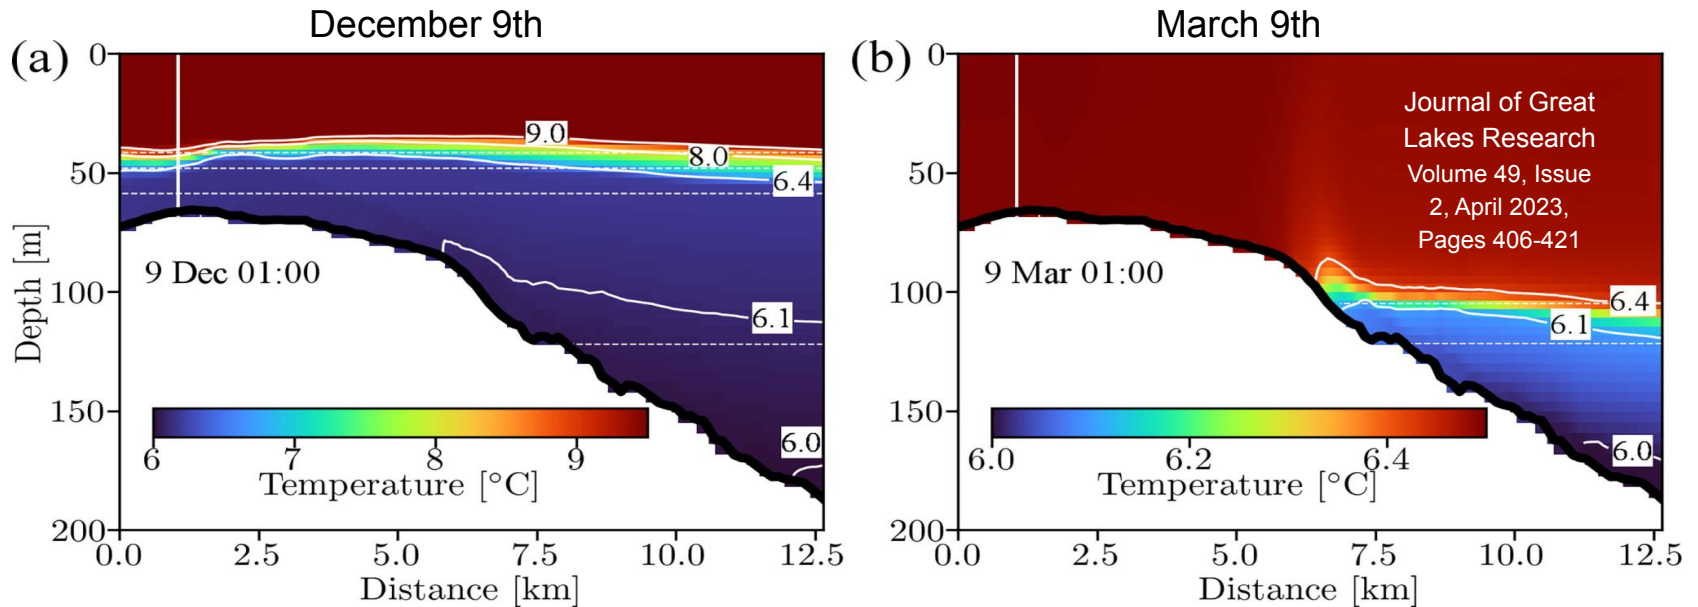 December 9th
March 9th
(a)
0
50
100
150
200
Depth [m]
9.0
8.0
6.4
6.1
6.0
9 Dec 01:00
6 7 8 9
Temperature [°C]
0.0 2.5 5.0 7.5 10.0 12.5
Distance [km]
(b)
0
50
100
150
200
Journal of Great
Lakes Research
Volume 49, Issue
2, April 2023,
Pages 406-421
6.4
6.1
6.0
9 Mar 01:00
6.0 6.2 6.4
Temperature [°C]
0.0 2.5 5.0 7.5 10.0 12.5
Distance [km]